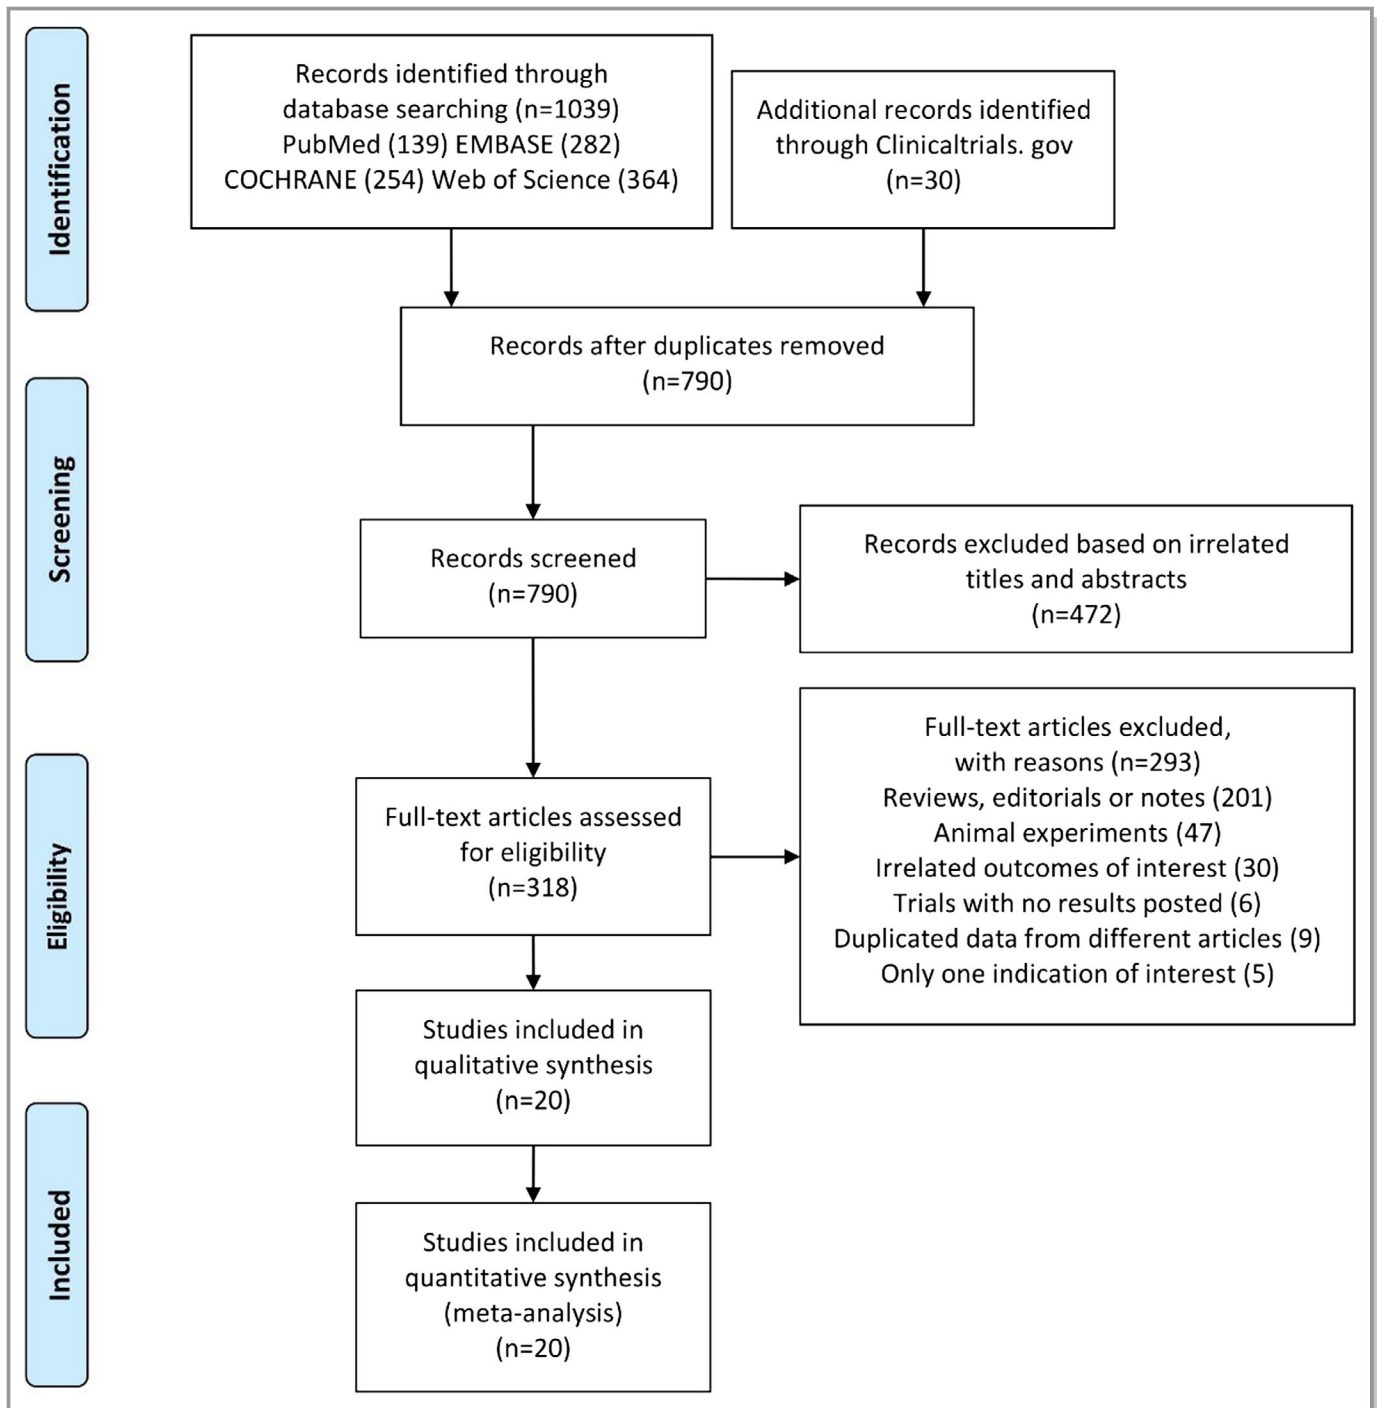 Identification
Records identified through
database searching (n=1039)
PubMed (139) EMBASE (282)
COCHRANE (254) Web of Science (364)
Additional records identified
through Clinicaltrials. gov
(n=30)
Records after duplicates removed
(n=790)
Screening
Records screened
(n=790)
Records excluded based on irrelated
titles and abstracts
(n=472)
Eligibility
Full-text articles assessed
for eligibility
(n=318)
Full-text articles excluded,
with reasons (n=293)
Reviews, editorials or notes (201)
Animal experiments (47)
Irrelated outcomes of interest (30)
Trials with no results posted (6)
Duplicated data from different articles (9)
Only one indication of interest (5)
Studies included in
qualitative synthesis
(n=20)
Included
Studies included in
quantitative synthesis
(meta-analysis)
(n=20)